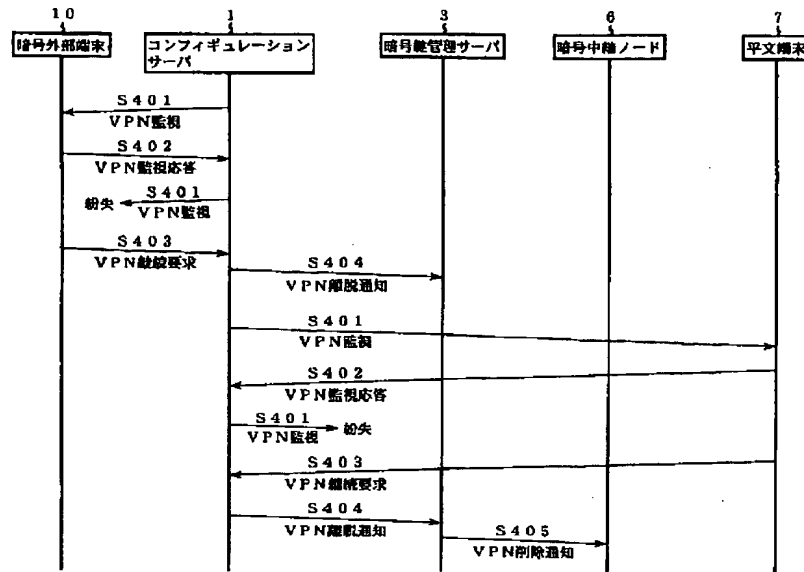 10
1
3
6
7
暗号外部端末
コンフィギュレーション
サーバ
暗号鍵管理サーバ
暗号中継ノード
平文端末
S401
VPN監視
S402
VPN監視応答
S401
紛失
VPN監視
S403
VPN継続要求
S404
VPN離脱通知
S401
VPN監視
S402
VPN監視応答
S401
VPN監視
紛失
S403
VPN継続要求
S404
VPN離脱通知
S405
VPN削除通知